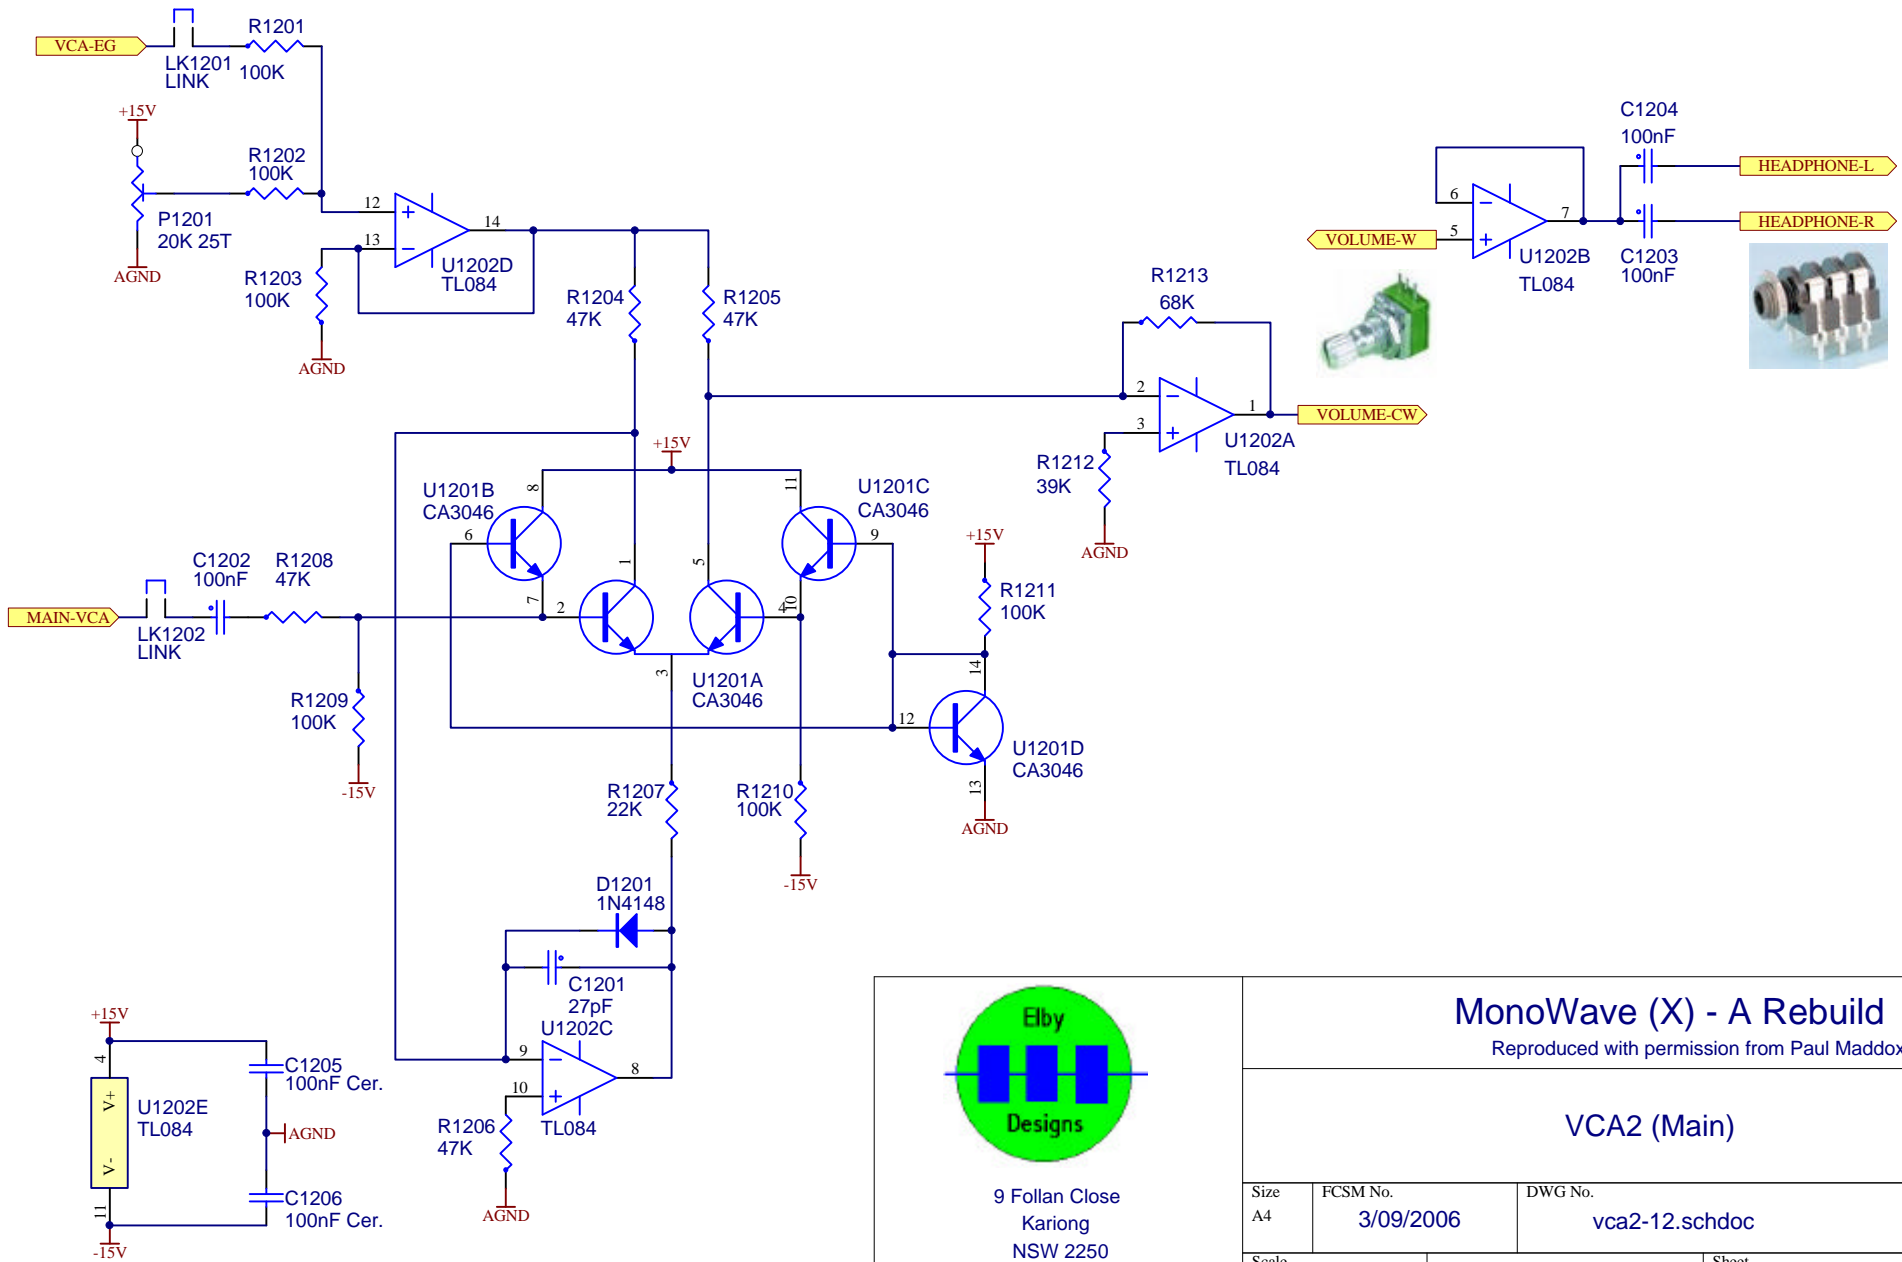 VCA-EG
LK1201
LINK
R1201
100K
+15V
R1202
100K
P1201
20K 25T
AGND
12
13
14
U1202D
TL084
R1203
100K
AGND
R1204
47K
R1205
47K
C1204
100nF
HEADPHONE-L
HEADPHONE-R
C1203
100nF
6
5
7
U1202B
TL084
VOLUME-W
R1213
68K
2
3
1
U1202A
TL084
VOLUME-CW
R1212
39K
AGND
+15V
U1201B
CA3046
8
6
7
U1201C
CA3046
11
9
10
MAIN-VCA
LK1202
LINK
C1202
100nF
R1208
47K
2
1
5
4
3
U1201A
CA3046
+15V
R1211
100K
14
12
13
U1201D
CA3046
AGND
R1209
100K
-15V
R1207
22K
R1210
100K
-15V
D1201
1N4148
C1201
27pF
U1202C
9
10
8
TL084
R1206
47K
AGND
+15V
4
V+
V-
11
U1202E
TL084
-15V
C1205
100nF Cer.
AGND
C1206
100nF Cer.
Elby
Designs
9 Follan Close
Kariong
NSW 2250
MonoWave (X) - A Rebuild
Reproduced with permission from Paul Maddox
VCA2 (Main)
Size
A4
FCSM No.
3/09/2006
DWG No.
vca2-12.schdoc
Scale
Sheet